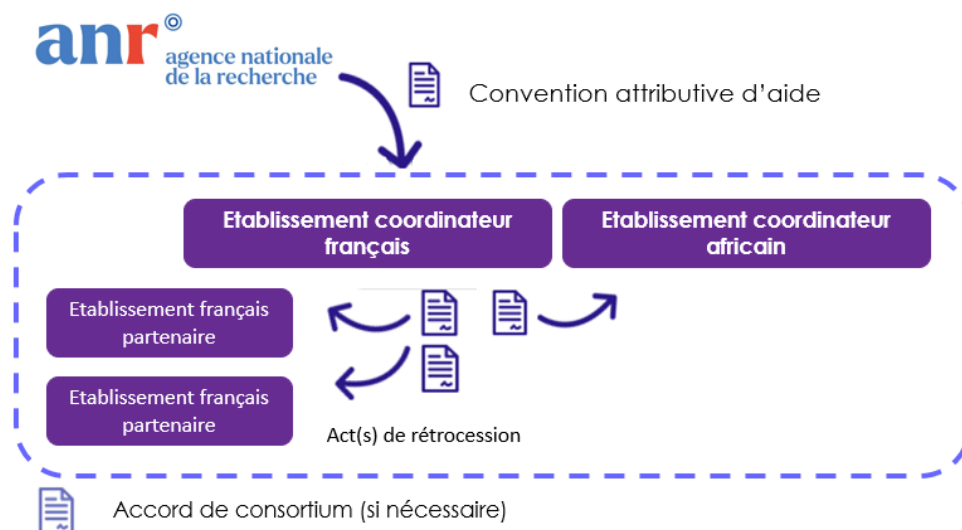 anr
agence nationale
de la recherche
Convention attributive d'aide
Etablissement coordinateur
français
Etablissement coordinateur
africain
Etablissement français
partenaire
Etablissement français
partenaire
Act(s) de rétrocession
Accord de consortium (si nécessaire)